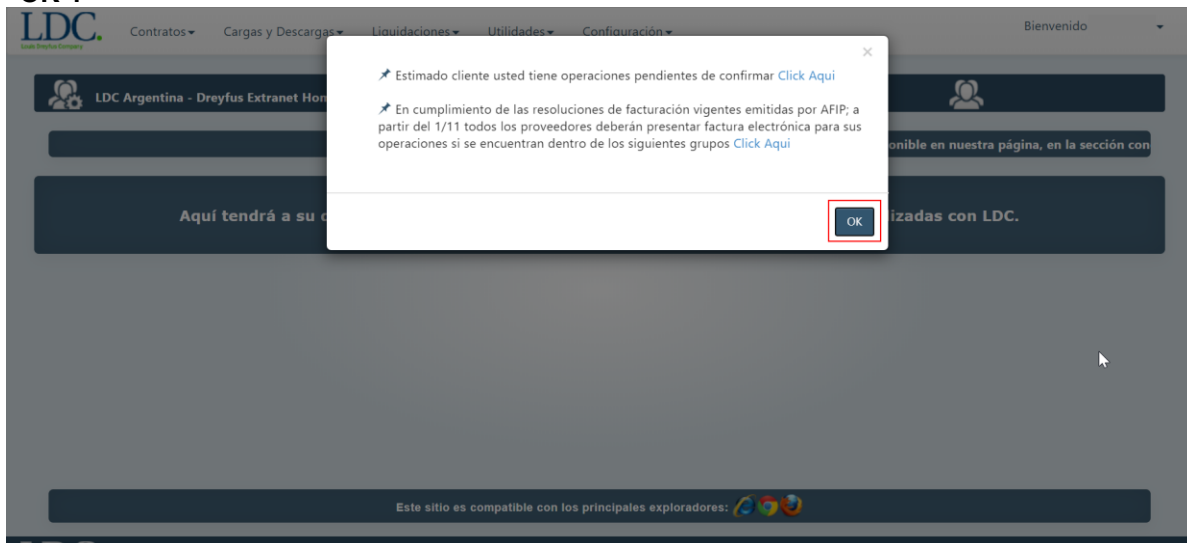 LDC.
Louis Dreyfus Company
Contratos
Cargas y Descargas
Liquidaciones
Utilidades
Configuración
Bienvenido
×
Estimado cliente usted tiene operaciones pendientes de confirmar Click Aqui
En cumplimiento de las resoluciones de facturación vigentes emitidas por AFIP; a
partir del 1/11 todos los proveedores deberán presentar factura electrónica para sus
operaciones si se encuentran dentro de los siguientes grupos Click Aqui
OK
LDC Argentina - Dreyfus Extranet Hom
onible en nuestra página, en la sección con
Aquí tendrá a su
izadas con LDC.
Este sitio es compatible con los principales exploradores: